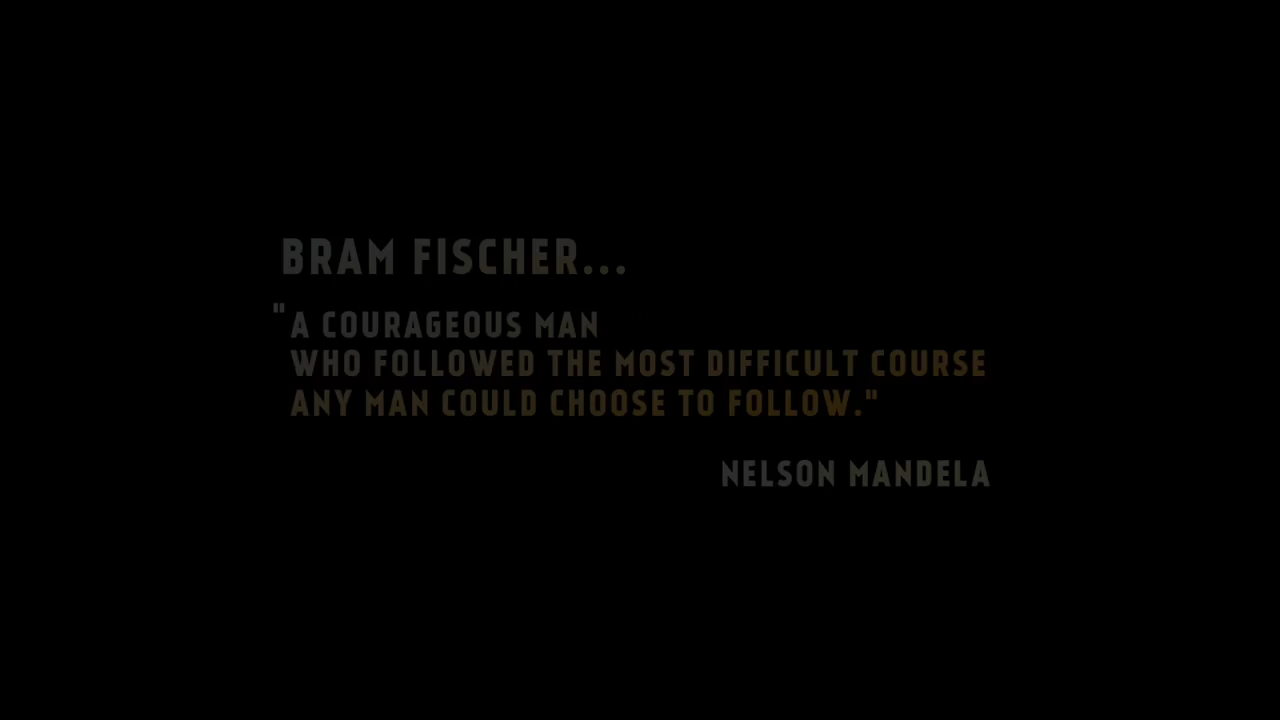 BRAM FISCHER...
"A COURAGEOUS MAN
WHO FOLLOWED THE MOST DIFFICULT COURSE
ANY MAN COULD CHOOSE TO FOLLOW."
NELSON MANDELA